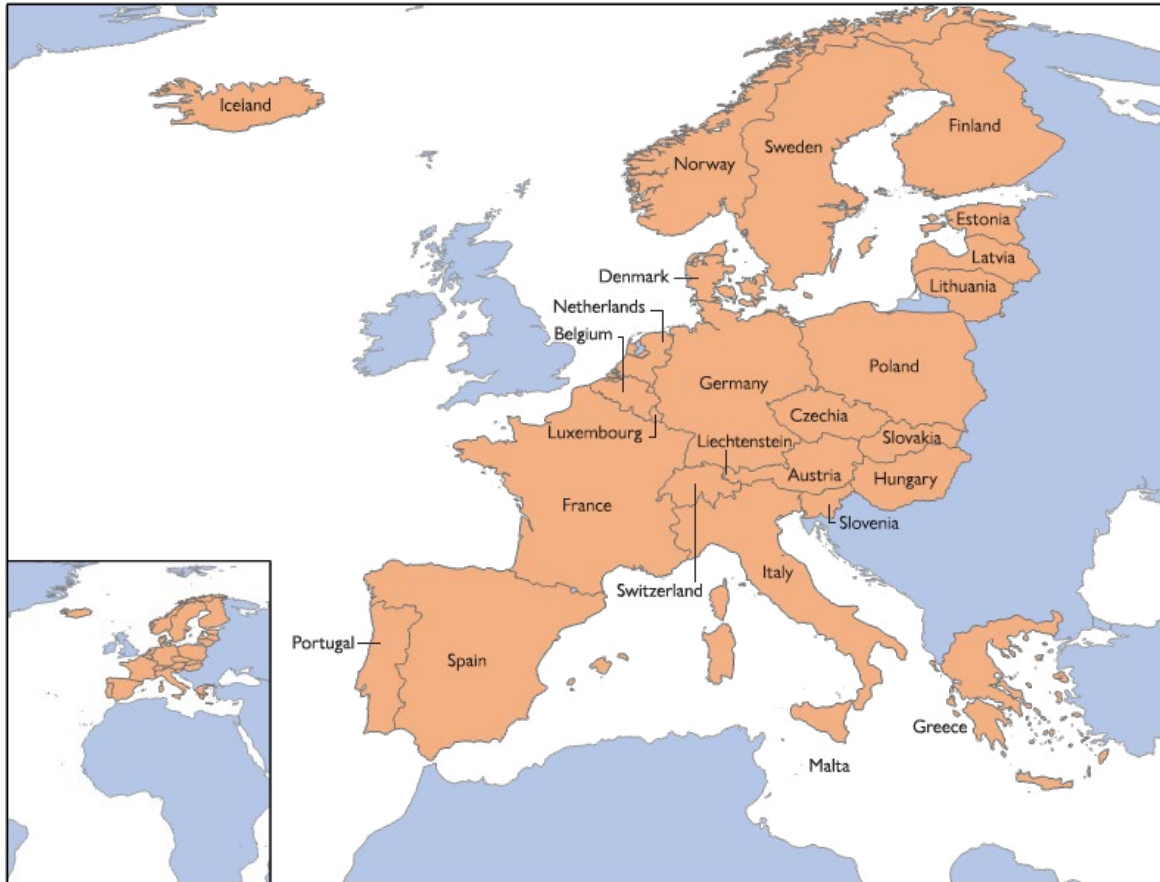 Iceland
Finland
Sweden
Norway
Estonia
Latvia
Denmark
Lithuania
Netherlands
Belgium
Poland
Germany
Czechia
Luxembourg
Liechtenstein
Slovakia
Austria
Hungary
France
Slovenia
Italy
Switzerland
Portugal
Spain
Greece
Malta